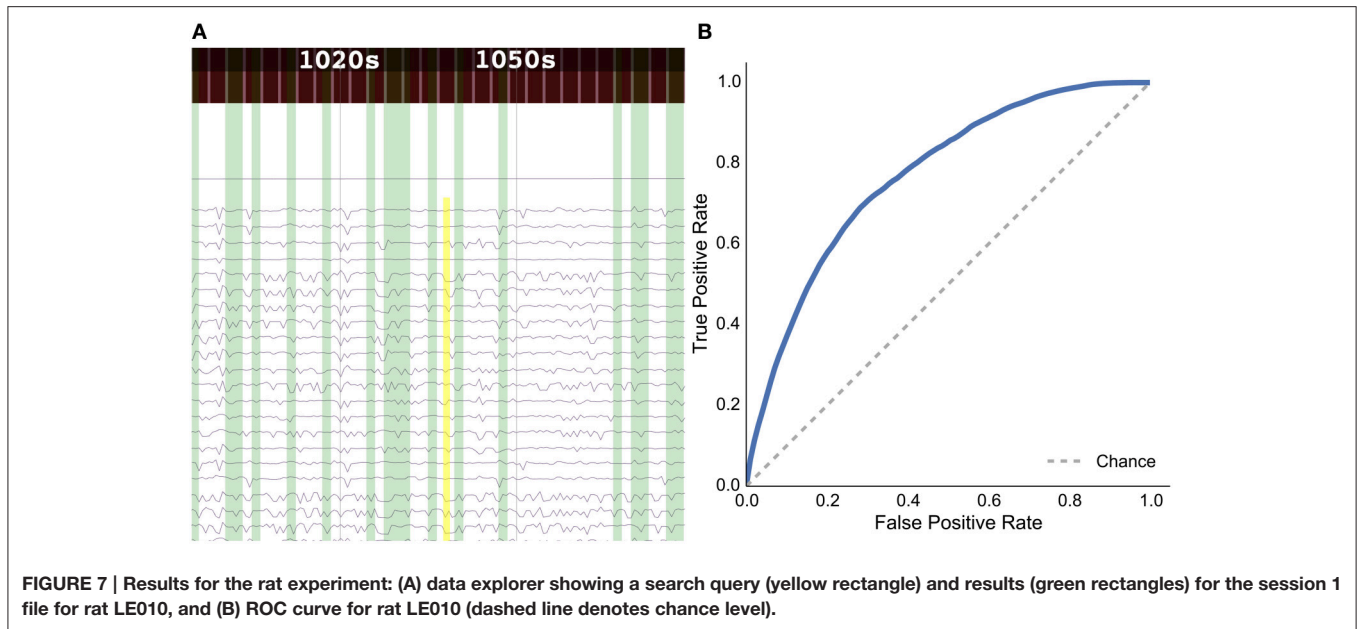 A
1020s 1050s
B
1.0
0.8
0.6
0.4
0.2
0.0
True Positive Rate
Chance
0.0 0.2 0.4 0.6 0.8 1.0
False Positive Rate
FIGURE 7 | Results for the rat experiment: (A) data explorer showing a search query (yellow rectangle) and results (green rectangles) for the session 1
file for rat LE010, and (B) ROC curve for rat LE010 (dashed line denotes chance level).